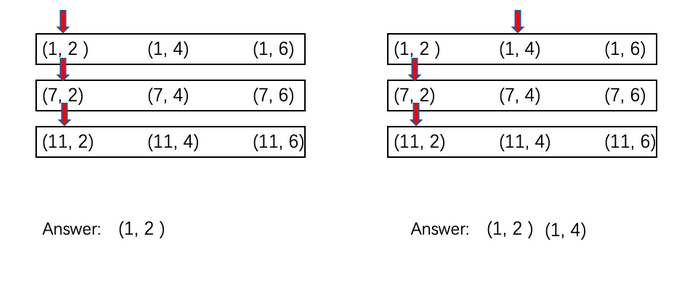 (1, 2 ) (1, 4) (1, 6)
(7, 2) (7, 4) (7, 6)
(11, 2) (11, 4) (11, 6)
Answer: (1, 2 )
(1, 2 ) (1, 4) (1, 6)
(7, 2) (7, 4) (7, 6)
(11, 2) (11, 4) (11, 6)
Answer: (1, 2 ) (1, 4)